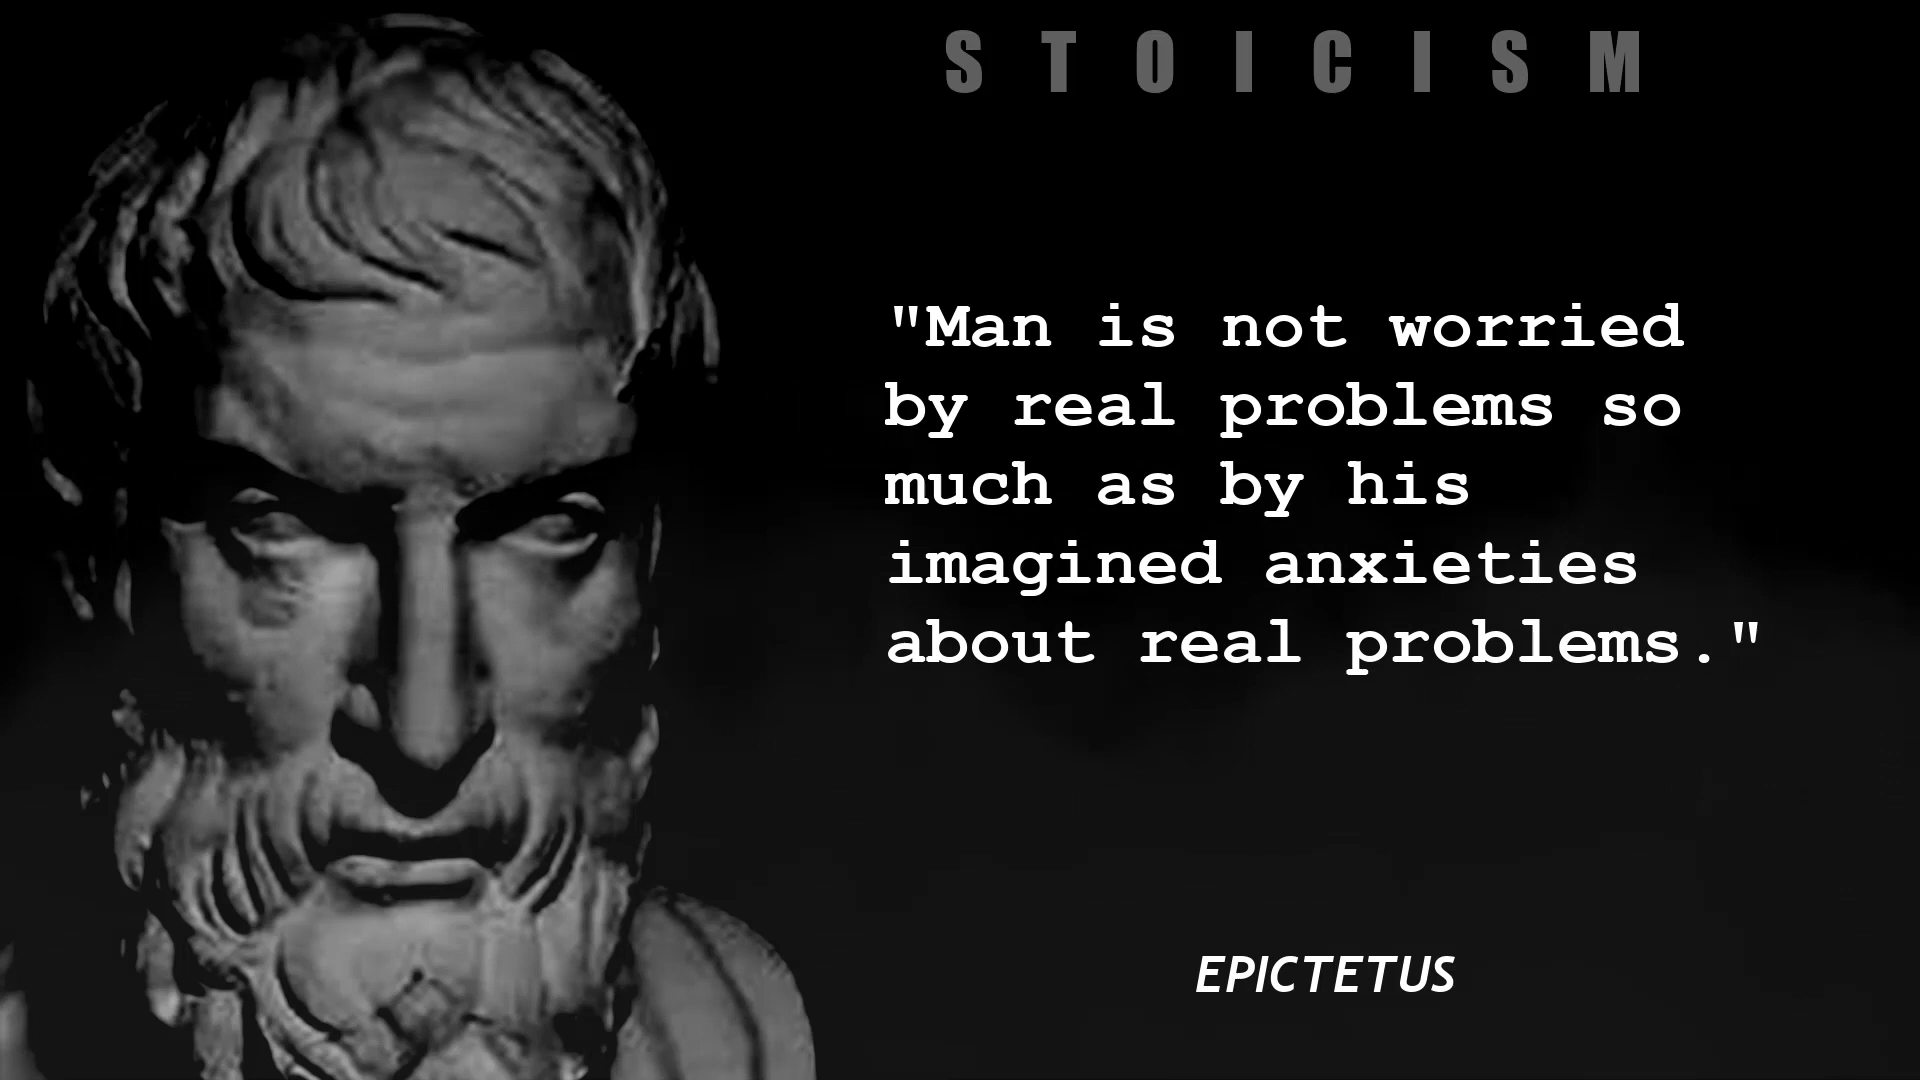 S T O I C I S M
"Man is not worried
by real problems so
much as by his
imagined anxieties
about real problems."
EPICTETUS